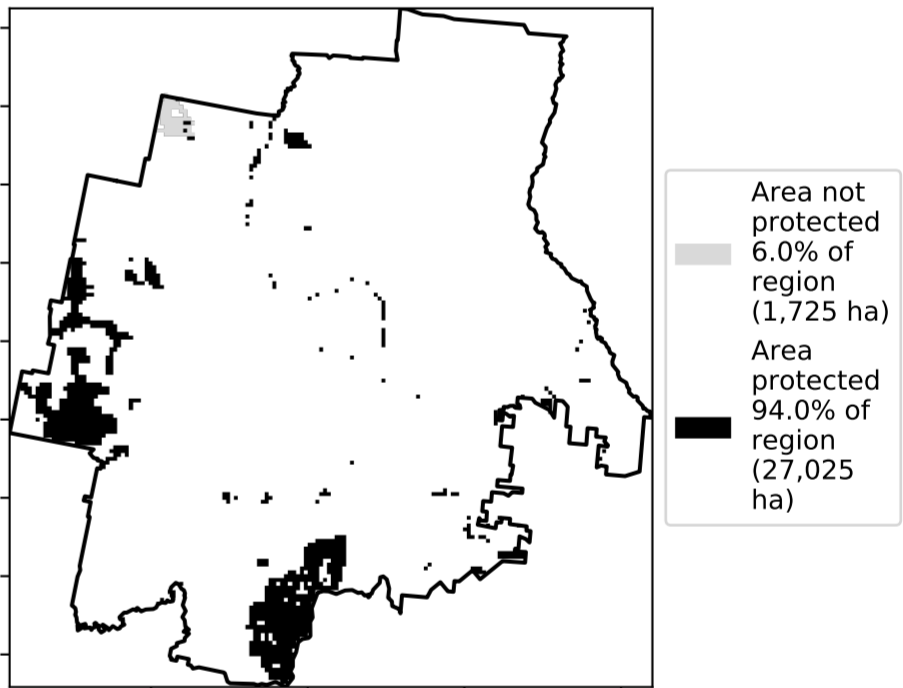 Area not
protected
6.0% of
region
(1,725 ha)
Area
protected
94.0% of
region
(27,025
ha)